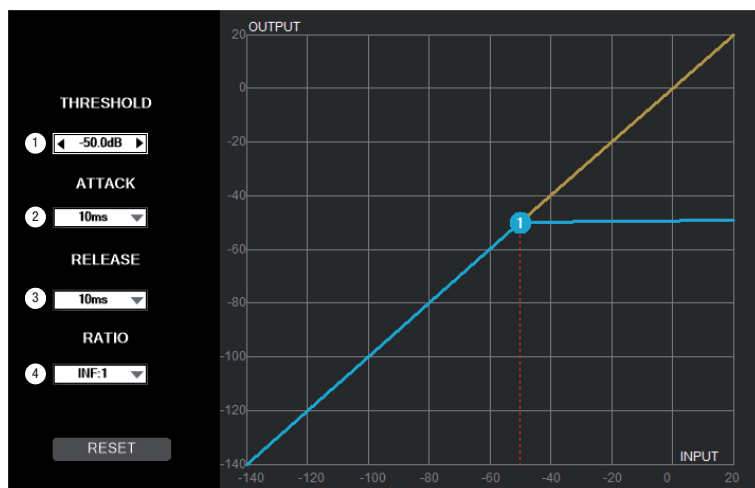 THRESHOLD
1 -50.0dB
ATTACK
2 10ms
RELEASE
3 10ms
RATIO
4 INF:1
RESET
OUTPUT
20
0
-20
-40
1
-60
-80
-100
-120
-140
INPUT
-140 -120 -100 -80 -60 -40 -20 0 20